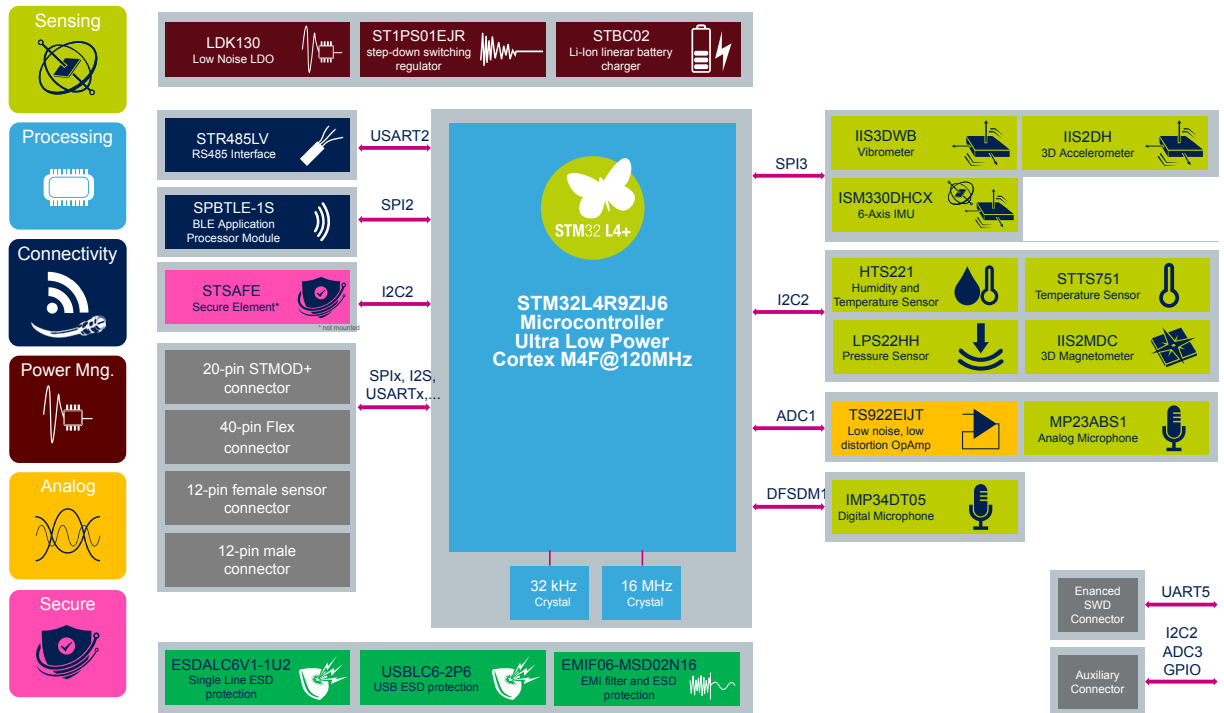 Sensing
Processing
Connectivity
Power Mng.
Analog
Secure
LDK130
Low Noise LDO
ST1PS01EJR
step-down switching
regulator
STBC02
Li-Ion linerar battery
charger
STR485LV
RS485 Interface
USART2
SPBTLE-1S
BLE Application
Processor Module
SPI2
STSAFE
Secure Element*
* not mounted
I2C2
20-pin STMOD+
connector
40-pin Flex
connector
12-pin female sensor
connector
12-pin male
connector
SPIx, I2S,
USARTx,...
STM32 L4+
STM32L4R9ZIJ6
Microcontroller
Ultra Low Power
Cortex M4F@120MHz
32 kHz
Crystal
16 MHz
Crystal
SPI3
IIS3DWB
Vibrometer
IIS2DH
3D Accelerometer
ISM330DHCX
6-Axis IMU
I2C2
HTS221
Humidity and
Temperature Sensor
STTS751
Temperature Sensor
LPS22HH
Pressure Sensor
IIS2MDC
3D Magnetometer
ADC1
TS922EIJT
Low noise, low
distortion OpAmp
MP23ABS1
Analog Microphone
DFSDM1
IMP34DT05
Digital Microphone
Enanced
SWD
Connector
UART5
Auxiliary
Connector
I2C2
ADC3
GPIO
ESDALC6V1-1U2
Single Line ESD
protection
USBLC6-2P6
USB ESD protection
EMIF06-MSD02N16
EMI filter and ESD
protection